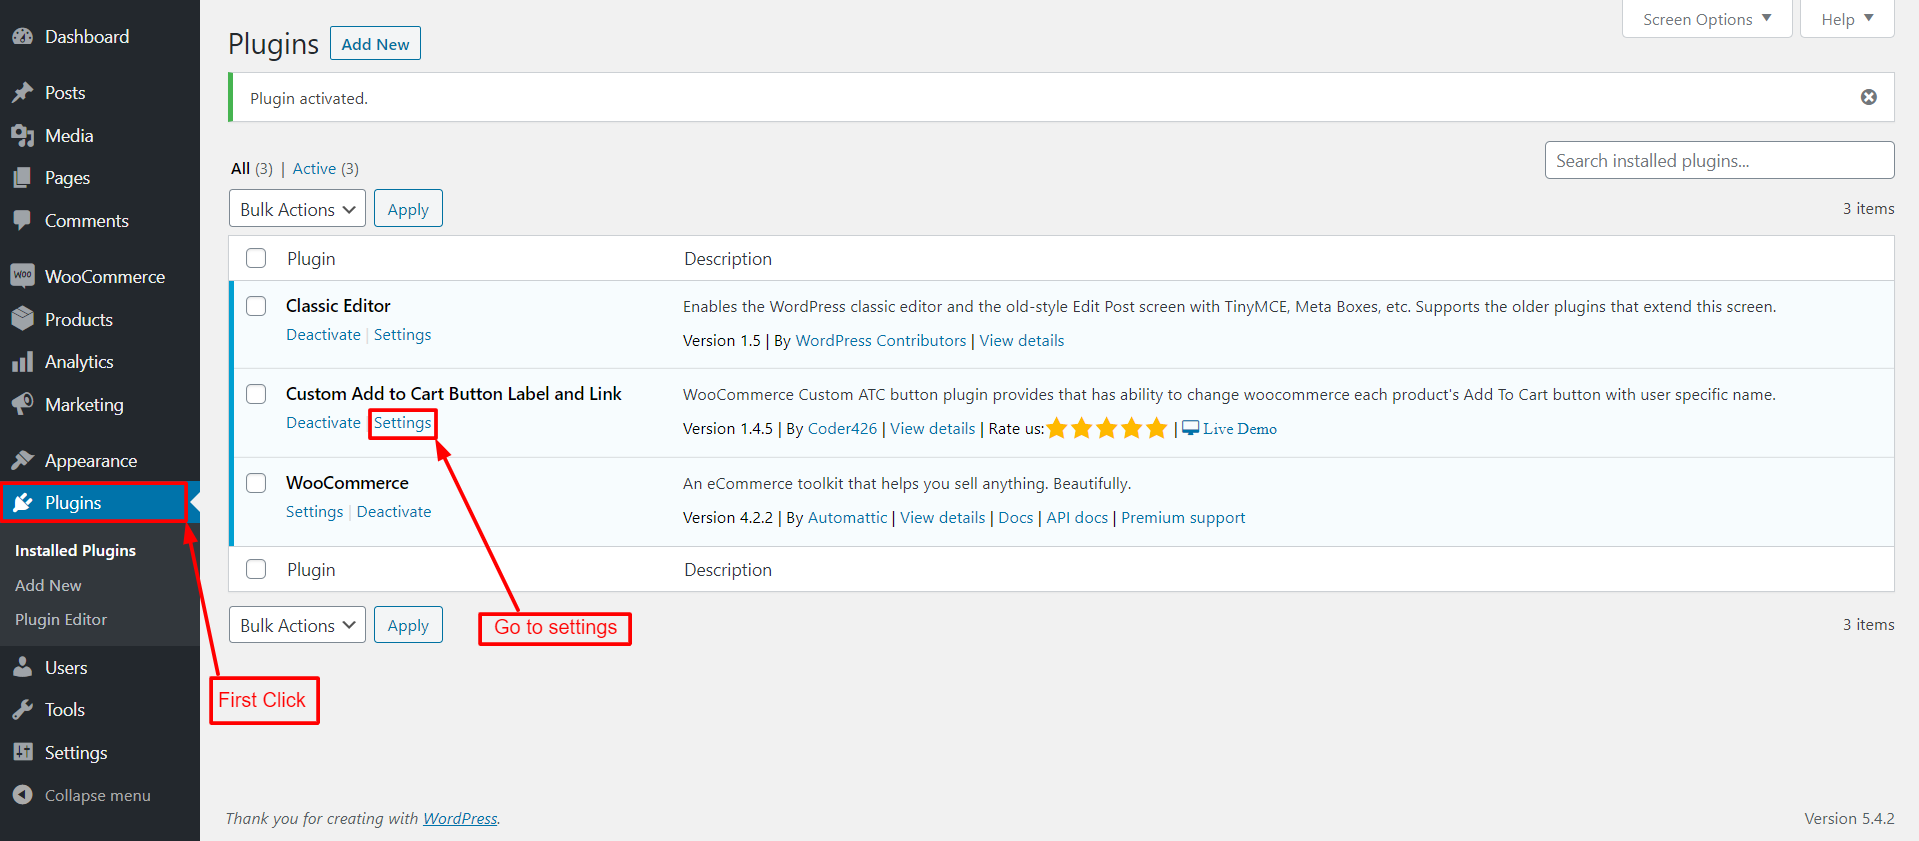 Dashboard
Posts
Media
Pages
Comments
WOO WooCommerce
Products
Analytics
Marketing
Appearance
Plugins
Installed Plugins
Add New
Plugin Editor
Users
Tools
Settings
Collapse menu
Screen Options
Help
Plugins Add New
Plugin activated.
All (3) | Active (3)
Search installed plugins...
Bulk Actions Apply
3 items
Plugin Description
Classic Editor
Deactivate | Settings
Enables the WordPress classic editor and the old-style Edit Post screen with TinyMCE, Meta Boxes, etc. Supports the older plugins that extend this screen.
Version 1.5 | By WordPress Contributors | View details
Custom Add to Cart Button Label and Link
Deactivate | Settings
WooCommerce Custom ATC button plugin provides that has ability to change woocommerce each product's Add To Cart button with user specific name.
Version 1.4.5 | By Coder426 | View details | Rate us: | Live Demo
WooCommerce
Settings | Deactivate
An eCommerce toolkit that helps you sell anything. Beautifully.
Version 4.2.2 | By Automattic | View details | Docs | API docs | Premium support
Plugin Description
Bulk Actions Apply
3 items
Go to settings
First Click
Thank you for creating with WordPress.
Version 5.4.2